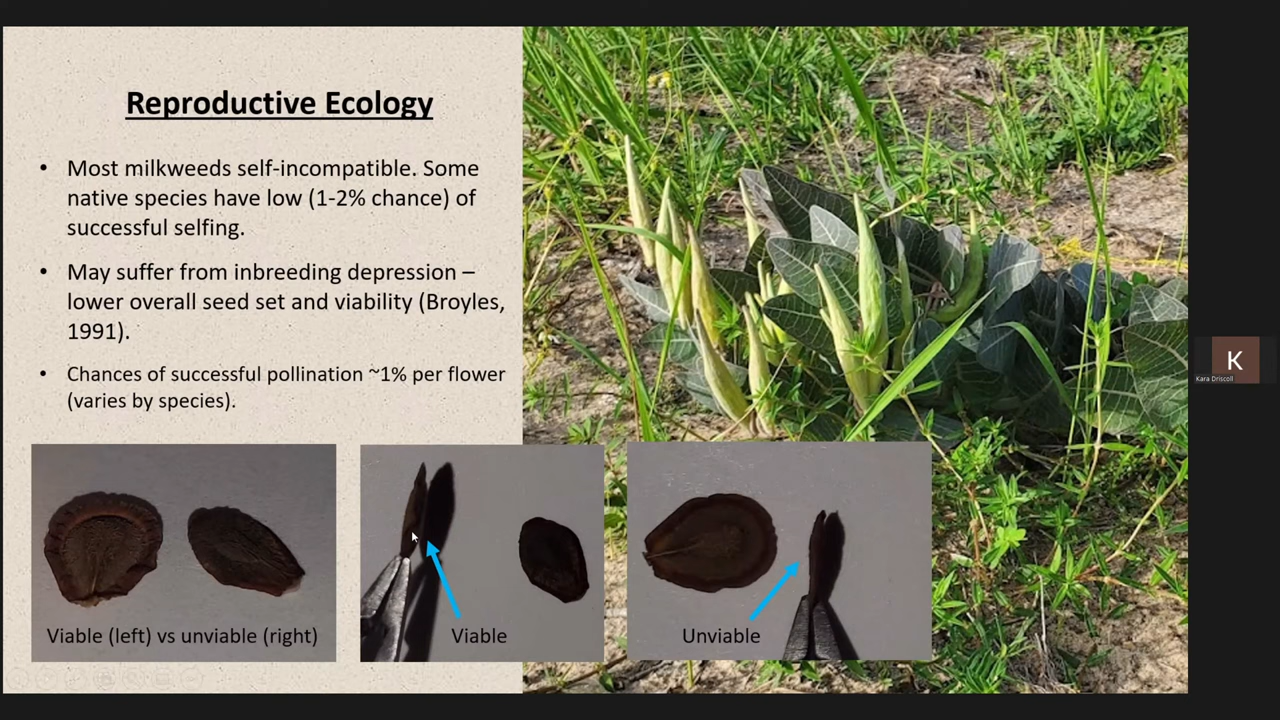 Reproductive Ecology
• Most milkweeds self-incompatible. Some
native species have low (1-2% chance) of
successful selfing.
• May suffer from inbreeding depression –
lower overall seed set and viability (Broyles,
1991).
• Chances of successful pollination ~1% per flower
(varies by species).
Viable (left) vs unviable (right)
Viable
Unviable
K
Kara Driscoll